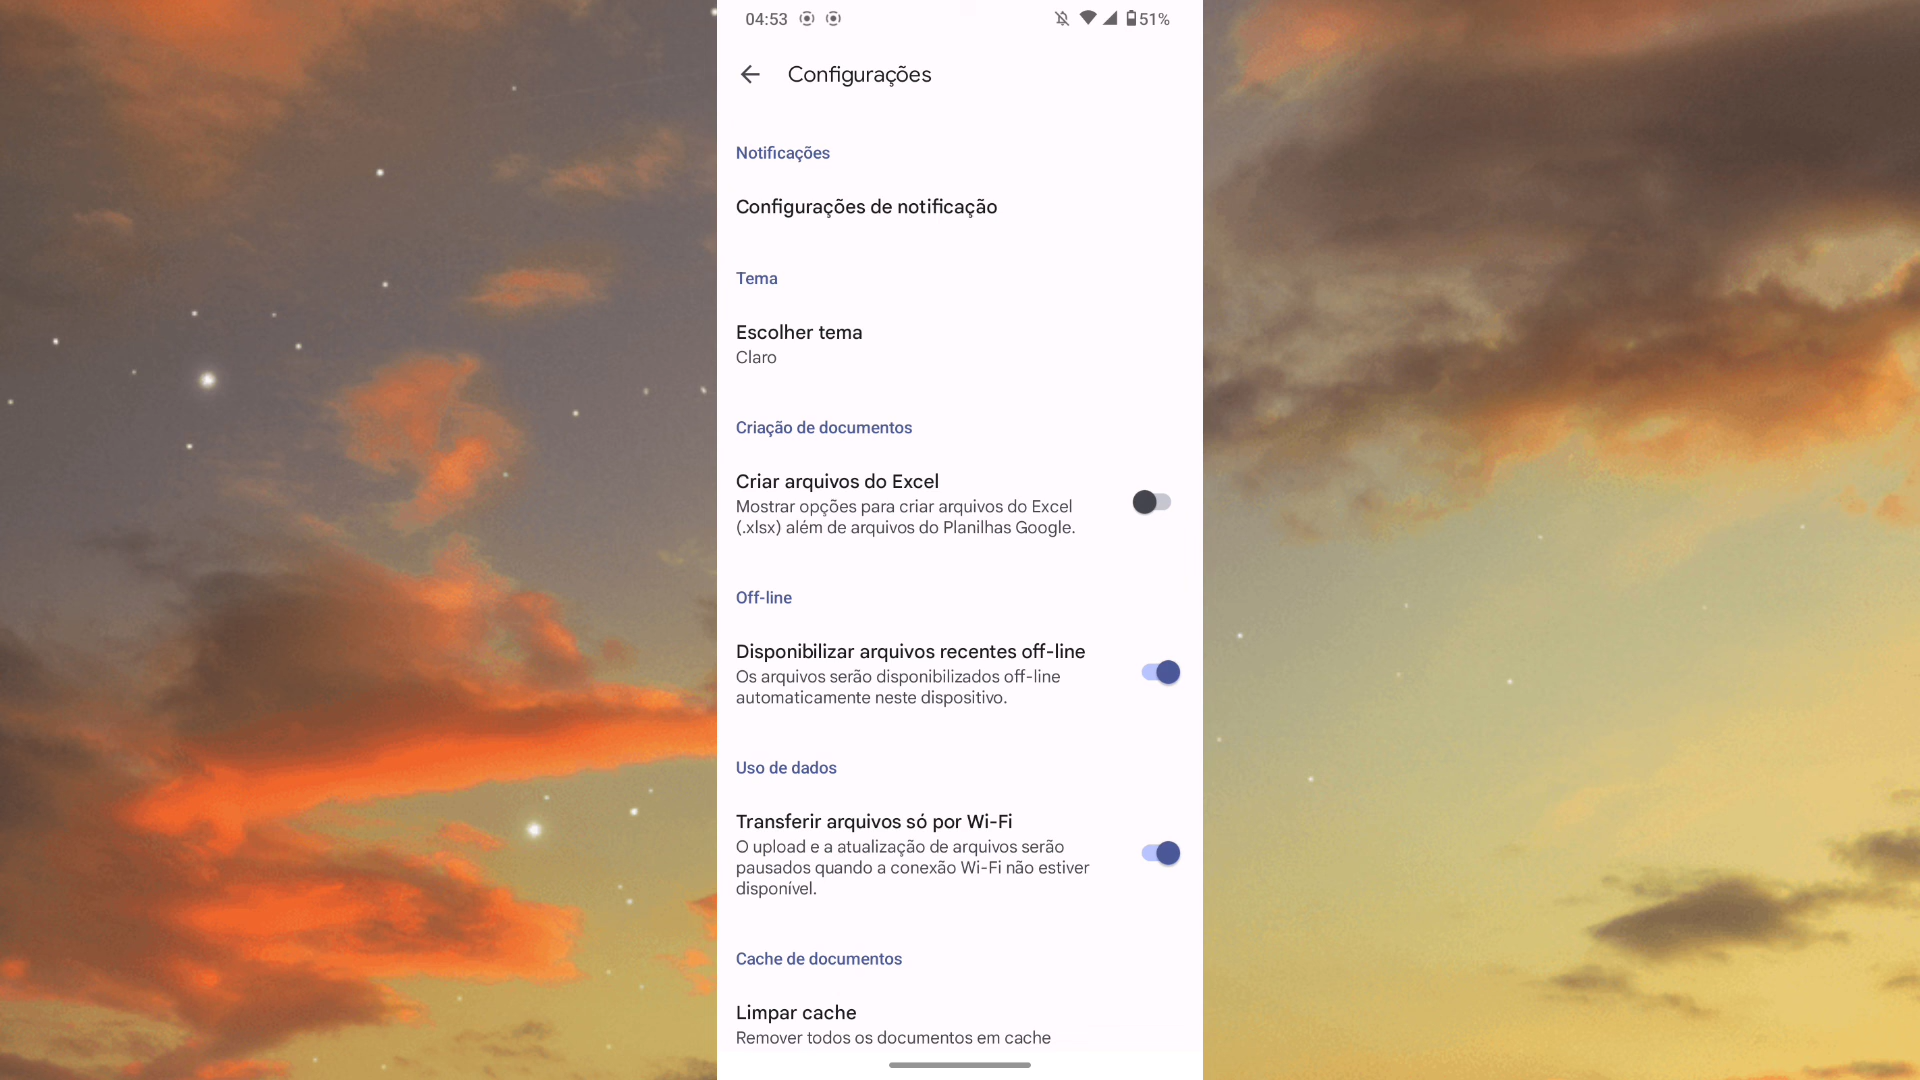 04:53
51%
Configurações
Notificações
Configurações de notificação
Tema
Escolher tema
Claro
Criação de documentos
Criar arquivos do Excel
Mostrar opções para criar arquivos do Excel
(.xlsx) além de arquivos do Planilhas Google.
Off-line
Disponibilizar arquivos recentes off-line
Os arquivos serão disponibilizados off-line
automaticamente neste dispositivo.
Uso de dados
Transferir arquivos só por Wi-Fi
O upload e a atualização de arquivos serão
pausados quando a conexão Wi-Fi não estiver
disponível.
Cache de documentos
Limpar cache
Remover todos os documentos em cache